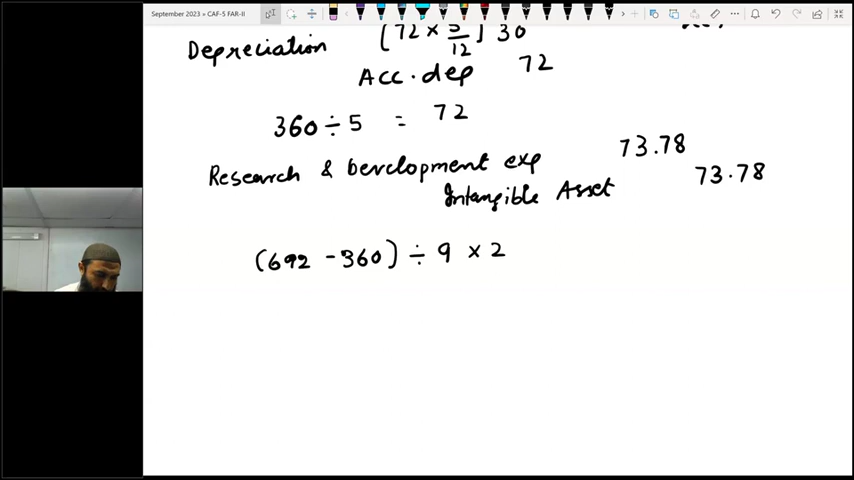 September 2023 » CAF-5 FAR-II
(72 × 5/12) 30
Depreciation
Acc. dep 72
360 ÷ 5 = 72
Research & Development exp 73.78
Intangible Asset 73.78
(692 - 360) ÷ 9 × 2